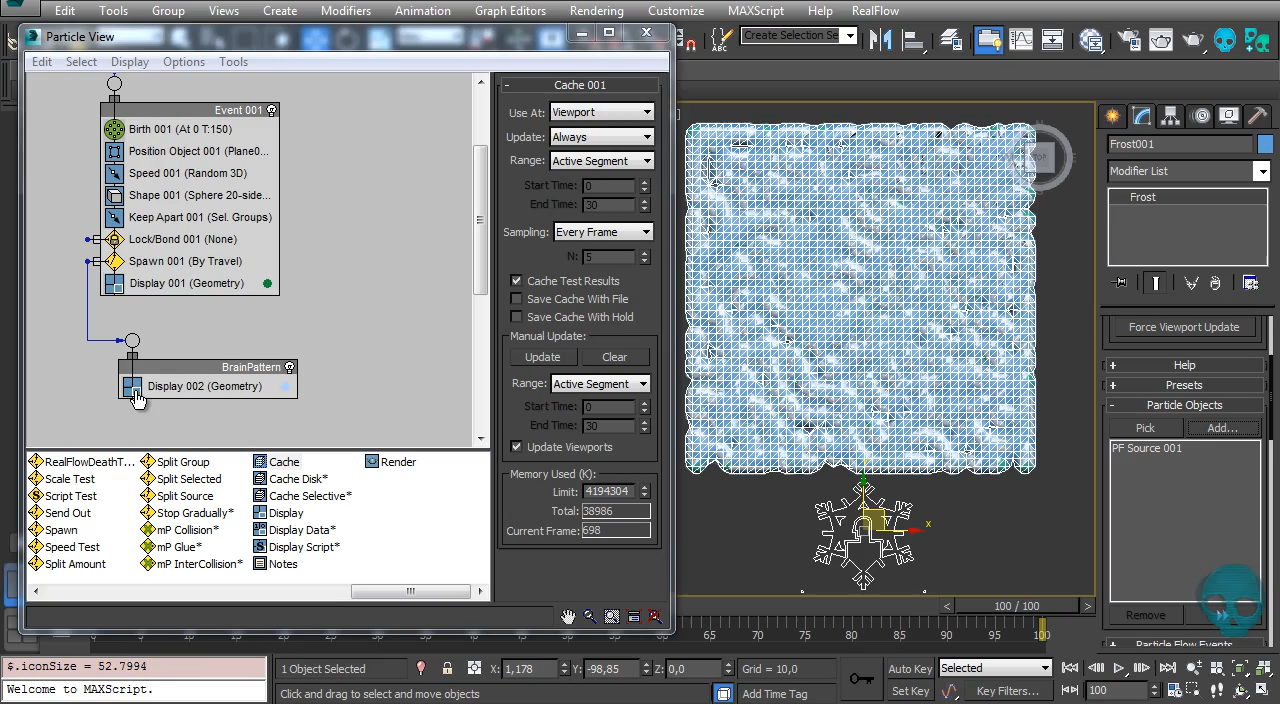 Edit Tools Group Views Create Modifiers Animation Graph Editors Rendering Customize MAXScript Help RealFlow
Particle View
Create Selection Se
Edit Select Display Options Tools
Event 001
Birth 001 (At 0 T:150)
Position Object 001 (Plane0...
Speed 001 (Random 3D)
Shape 001 (Sphere 20-side...
Keep Apart 001 (Sel. Groups)
Lock/Bond 001 (None)
Spawn 001 (By Travel)
Display 001 (Geometry)
BrainPattern
Display 002 (Geometry)
- Cache 001
Use At: Viewport
Update: Always
Range: Active Segment
Start Time: 0
End Time: 30
Sampling: Every Frame
N: 5
Cache Test Results
Save Cache With File
Save Cache With Hold
Manual Update:
Update Clear
Range: Active Segment
Start Time: 0
End Time: 30
Update Viewports
Memory Used (K):
Limit: 4194304
Total: 38986
Current Frame: 698
RealFlowDeathT... Split Group Cache Render
Scale Test Split Selected Cache Disk*
Script Test Split Source Cache Selective*
Send Out Stop Gradually* Display
Spawn mP Collision* Display Data*
Speed Test mP Glue* Display Script*
Split Amount mP InterCollision* Notes
TOP
x
Frost001
Modifier List
Frost
Force Viewport Update
+ Help
+ Presets
- Particle Objects
Pick Add...
PF Source 001
Remove
Particle Flow Events
< 100 / 100 >
65 70 75 80 85 90 95 100
$.iconSize = 52.7994
Welcome to MAXScript.
1 Object Selected
X: 1,178 Y: -98,85 Z: 0,0 Grid = 10,0
Click and drag to select and move objects
Add Time Tag
Auto Key Selected
Set Key Key Filters...
100